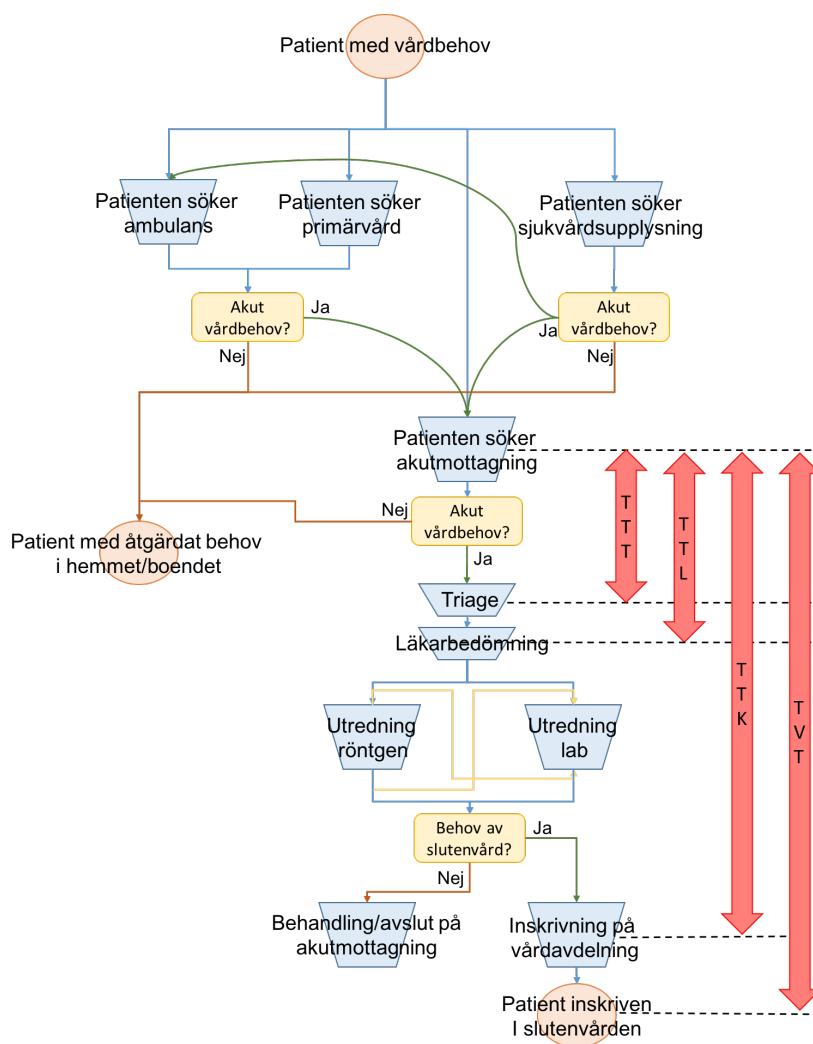 Patient med vårdbehov
Patienten söker
ambulans
Patienten söker
primärvård
Patienten söker
sjukvårdsupplysning
Akut
vårdbehov?
Ja
Nej
Akut
vårdbehov?
Ja
Nej
Patienten söker
akutmottagning
Akut
vårdbehov?
Nej
Ja
Patient med åtgärdat behov
i hemmet/boendet
Triage
Läkarbedömning
T
T
T
T
T
L
T
T
K
T
V
T
Utredning
röntgen
Utredning
lab
Behov av
slutenvård?
Ja
Nej
Behandling/avslut på
akutmottagning
Inskrivning på
vårdavdelning
Patient inskriven
I slutenvården